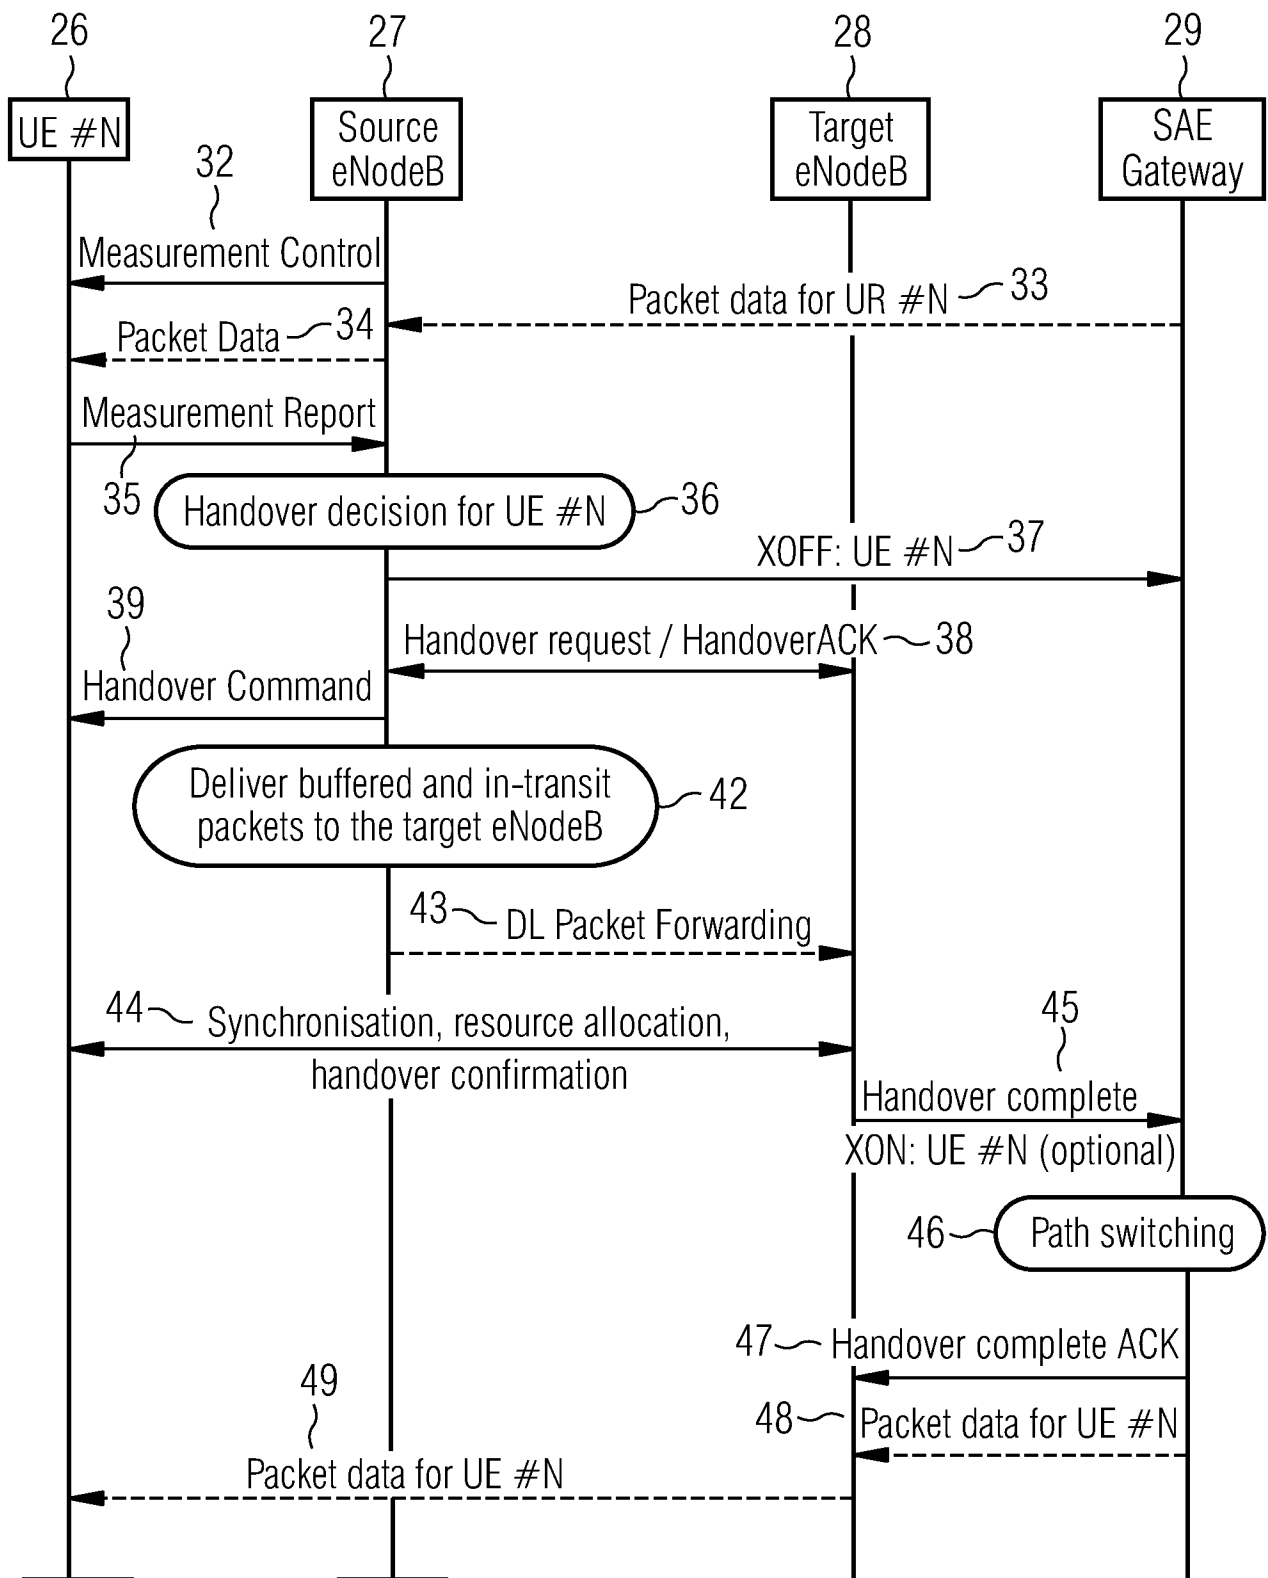 26
27
28
29
UE #N
Source
eNodeB
Target
eNodeB
SAE
Gateway
32
Measurement Control
Packet data for UR #N
33
Packet Data
34
Measurement Report
35
Handover decision for UE #N
36
XOFF: UE #N
37
39
Handover request / HandoverACK
38
Handover Command
Deliver buffered and in-transit
packets to the target eNodeB
42
43
DL Packet Forwarding
44
Synchronisation, resource allocation,
handover confirmation
45
Handover complete
XON: UE #N (optional)
46
Path switching
47
Handover complete ACK
49
48
Packet data for UE #N
Packet data for UE #N